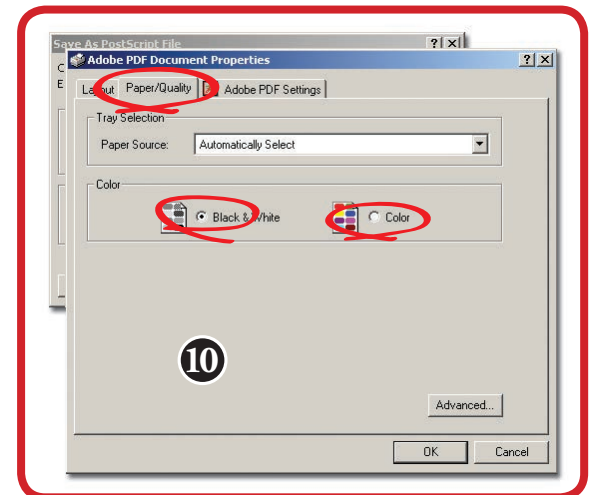 Save As PostScript File ? X
Adobe PDF Document Properties ? X
C
E
Layout Paper/Quality Adobe PDF Settings
Tray Selection
Paper Source: Automatically Select
Color
Black & White Color
10
Advanced...
OK Cancel